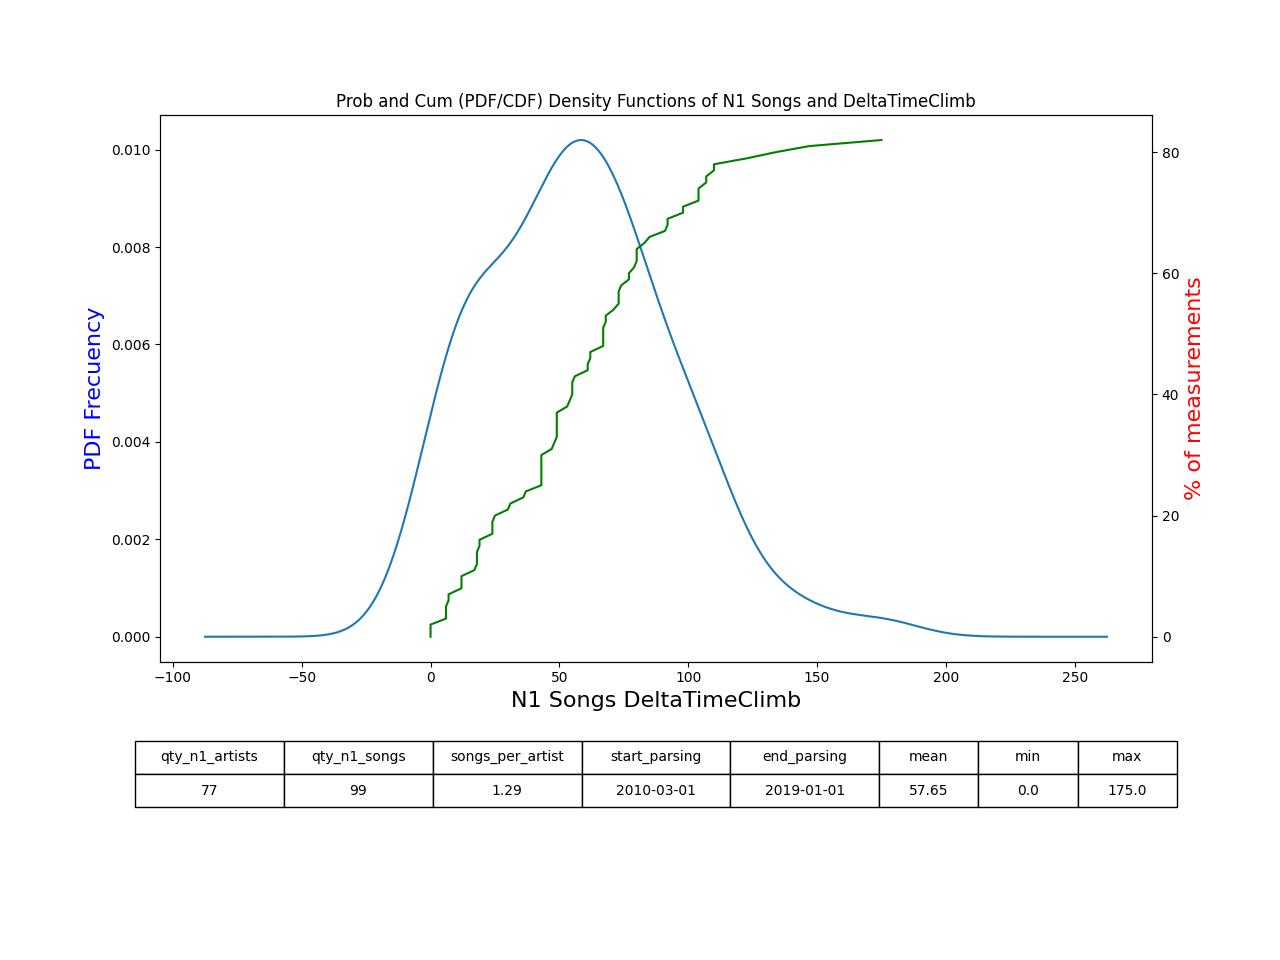 Prob and Cum (PDF/CDF) Density Functions of N1 Songs and DeltaTimeClimb
PDF Frecuency
0.010
0.008
0.006
0.004
0.002
0.000
80
60
40
20
0
% of measurements
−100 −50 0 50 100 150 200 250
N1 Songs DeltaTimeClimb
qty_n1_artists qty_n1_songs songs_per_artist start_parsing end_parsing mean min max
77 99 1.29 2010-03-01 2019-01-01 57.65 0.0 175.0